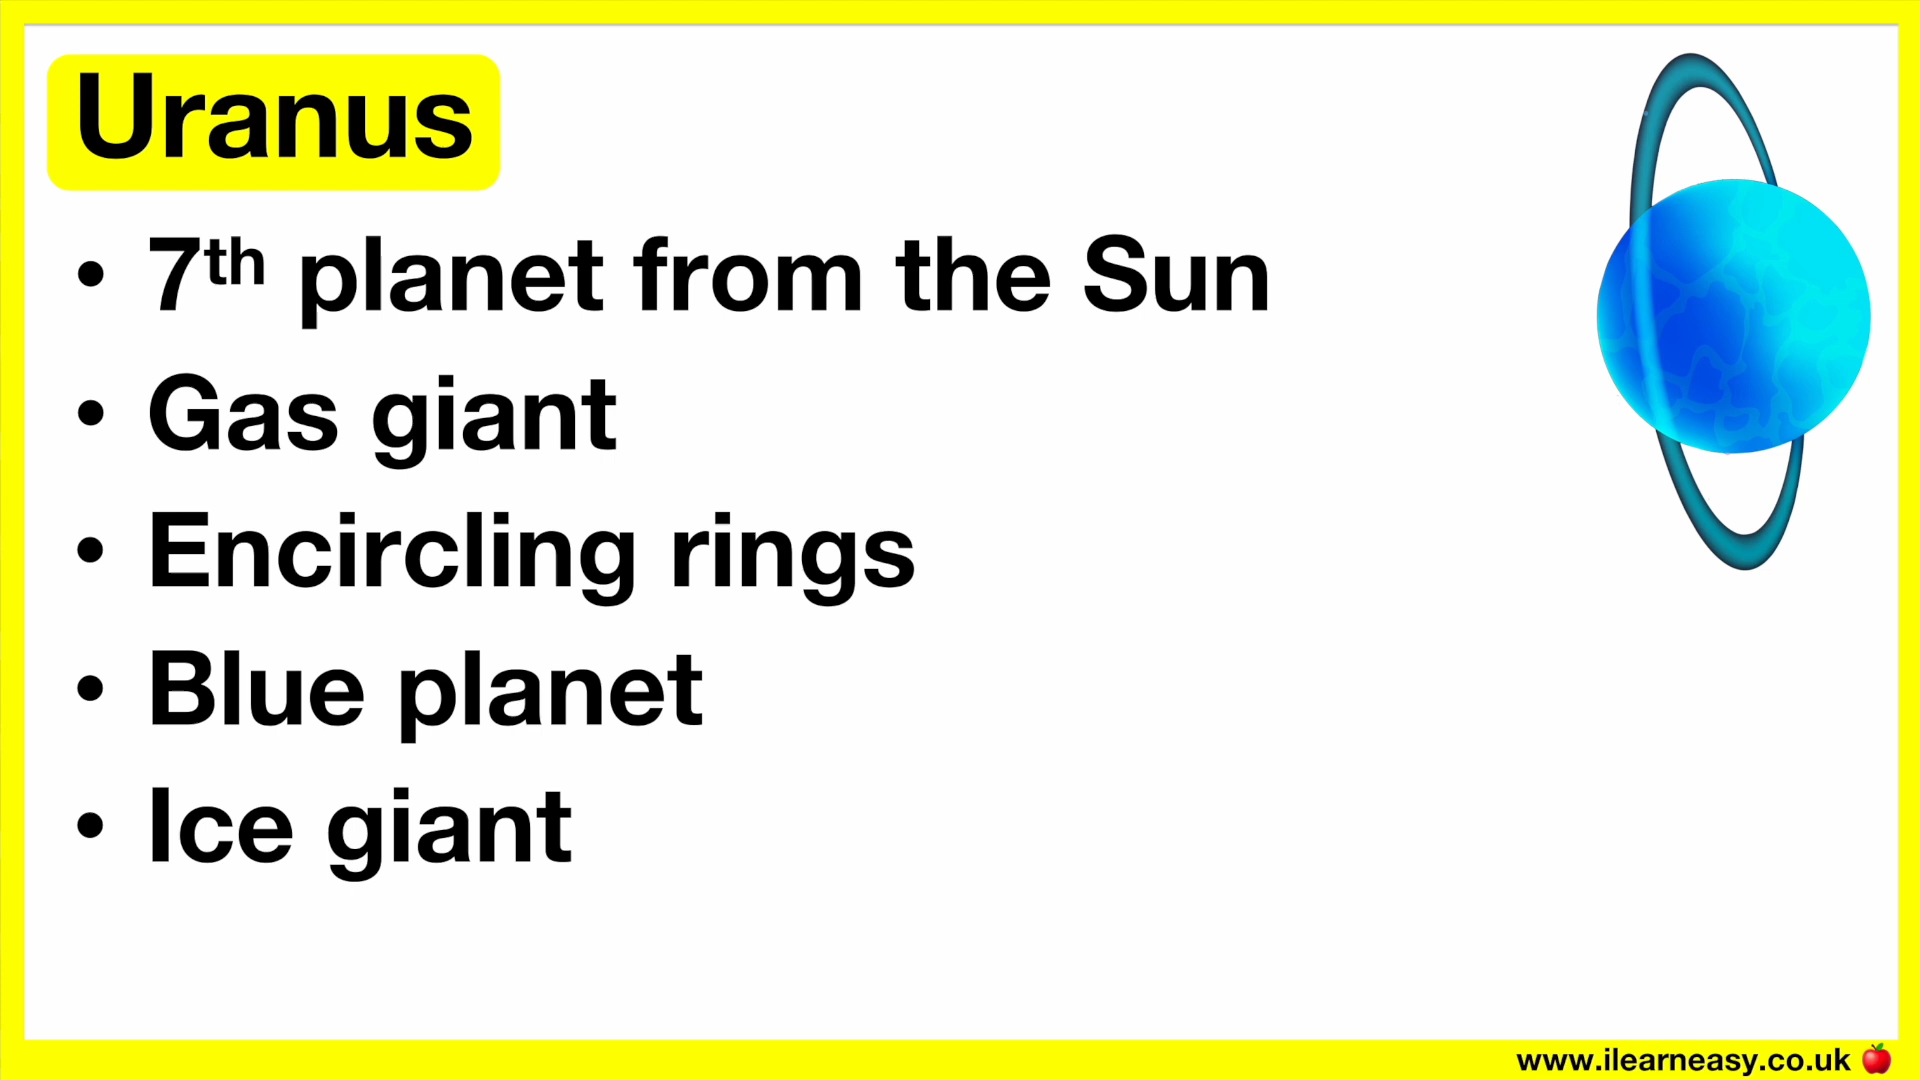 Uranus
• 7th planet from the Sun
• Gas giant
• Encircling rings
• Blue planet
• Ice giant
www.ilearneasy.co.uk